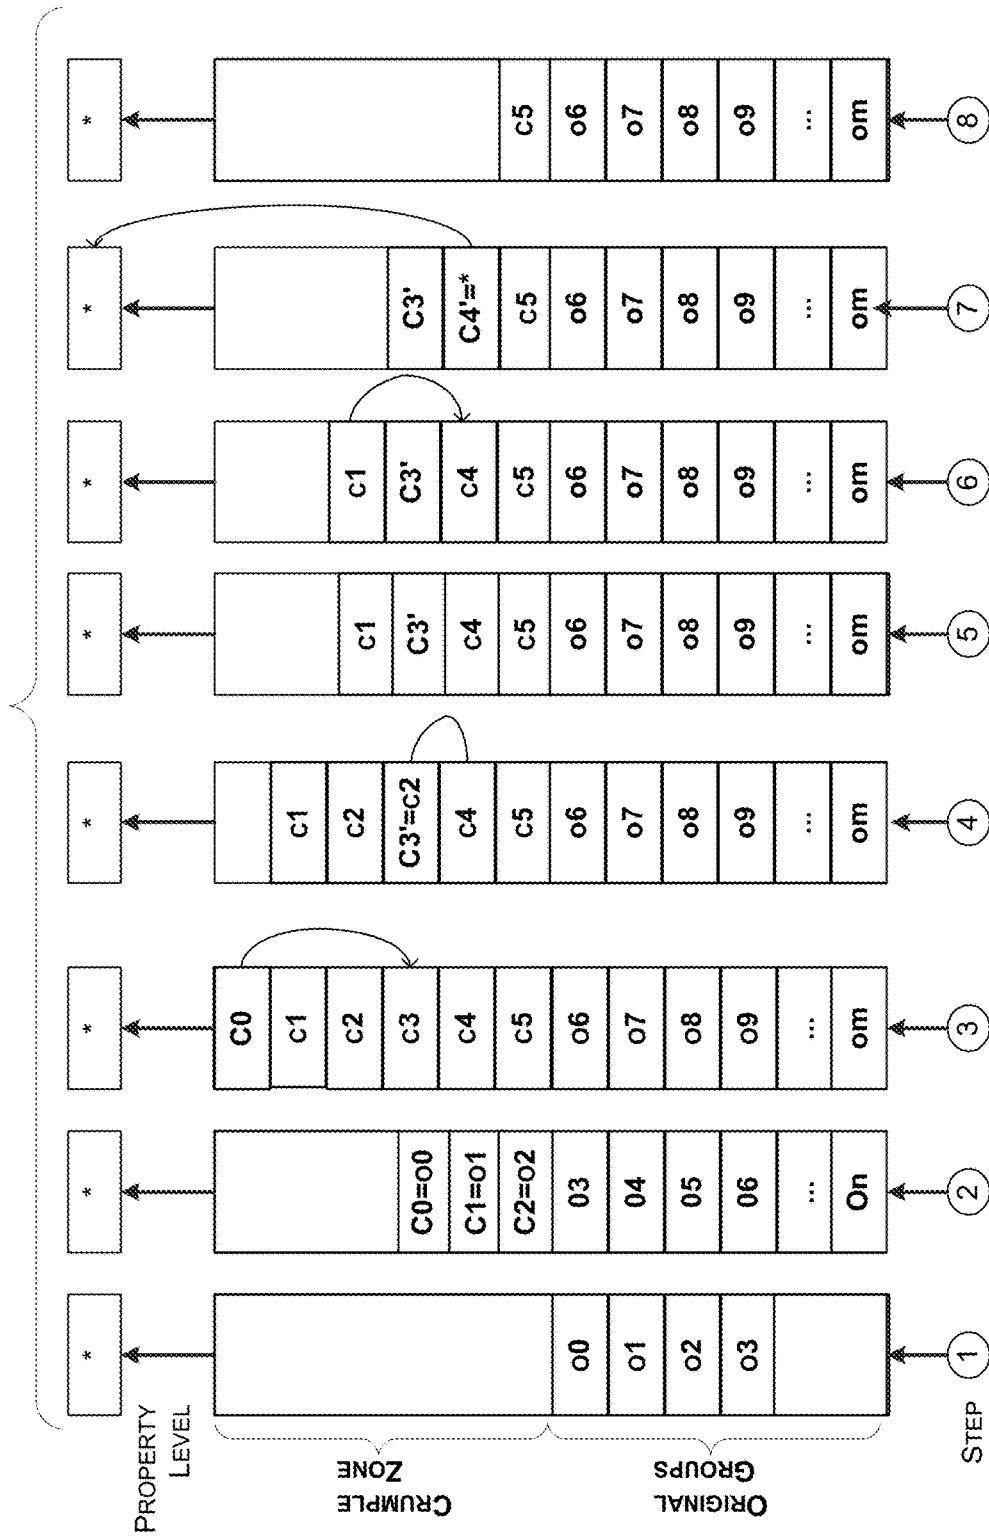 PROPERTY LEVEL
*
*
*
*
*
*
*
*
CRUMPLE ZONE
ORIGINAL GROUPS
o0
o1
o2
o3
C0=o0
C1=o1
C2=o2
03
04
05
06
...
On
C0
c1
c2
c3
c4
c5
o6
o7
o8
o9
...
om
c1
c2
C3'=c2
c4
c5
o6
o7
o8
o9
...
om
c1
C3'
c4
c5
o6
o7
o8
o9
...
om
c1
C3'
c4
c5
o6
o7
o8
o9
...
om
C3'
C4'=*
c5
o6
o7
o8
o9
...
om
c5
o6
o7
o8
o9
...
om
STEP
1
2
3
4
5
6
7
8